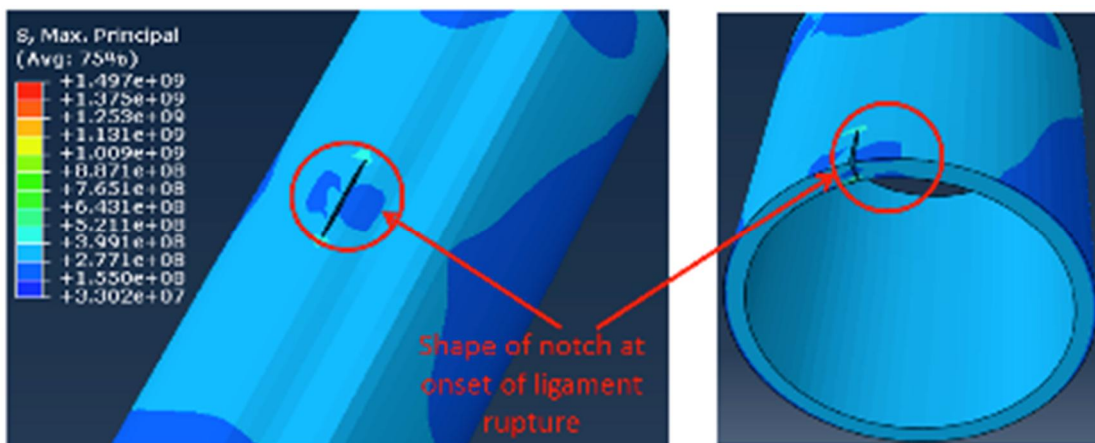 S, Max. Principal
(Avg: 75%)
+1.497e+09
+1.375e+09
+1.253e+09
+1.131e+09
+1.009e+09
+8.871e+08
+7.651e+08
+6.431e+08
+5.211e+08
+3.991e+08
+2.771e+08
+1.550e+08
+3.302e+07
Shape of notch at
onset of ligament
rupture